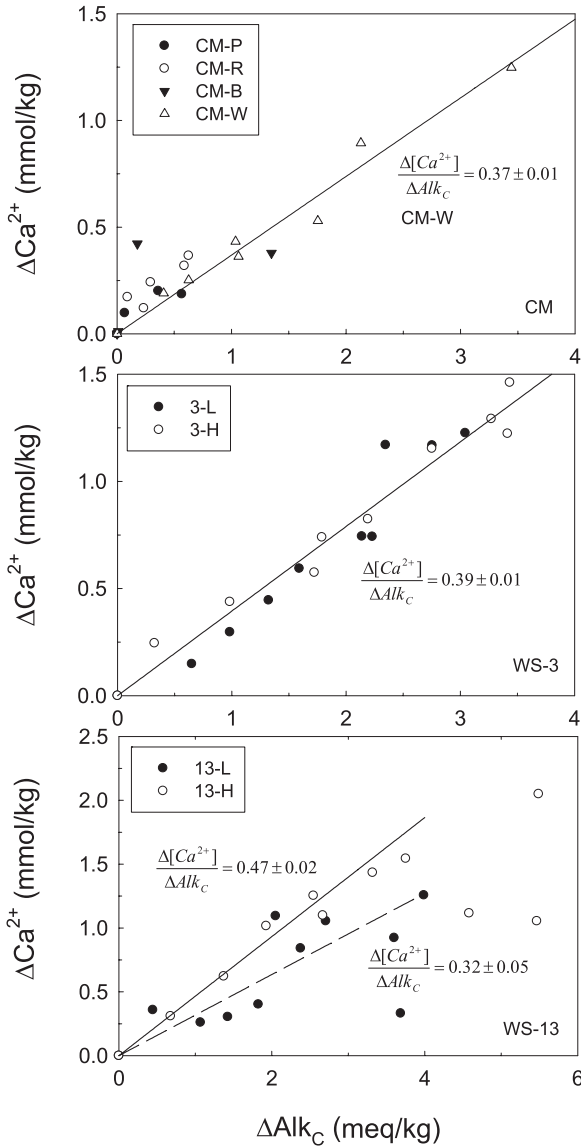 1.5
CM-P
CM-R
CM-B
CM-W
ΔCa²⁺ (mmol/kg)
1.0
Δ[Ca²⁺]/ΔAlk_C = 0.37 ± 0.01
CM-W
0.5
CM
0.0
0 1 2 3 4
1.5
3-L
3-H
ΔCa²⁺ (mmol/kg)
1.0
Δ[Ca²⁺]/ΔAlk_C = 0.39 ± 0.01
0.5
WS-3
0.0
0 1 2 3 4
2.5
13-L
13-H
2.0
ΔCa²⁺ (mmol/kg)
Δ[Ca²⁺]/ΔAlk_C = 0.47 ± 0.02
1.5
1.0
Δ[Ca²⁺]/ΔAlk_C = 0.32 ± 0.05
0.5
WS-13
0.0
0 2 4 6
ΔAlk_C (meq/kg)